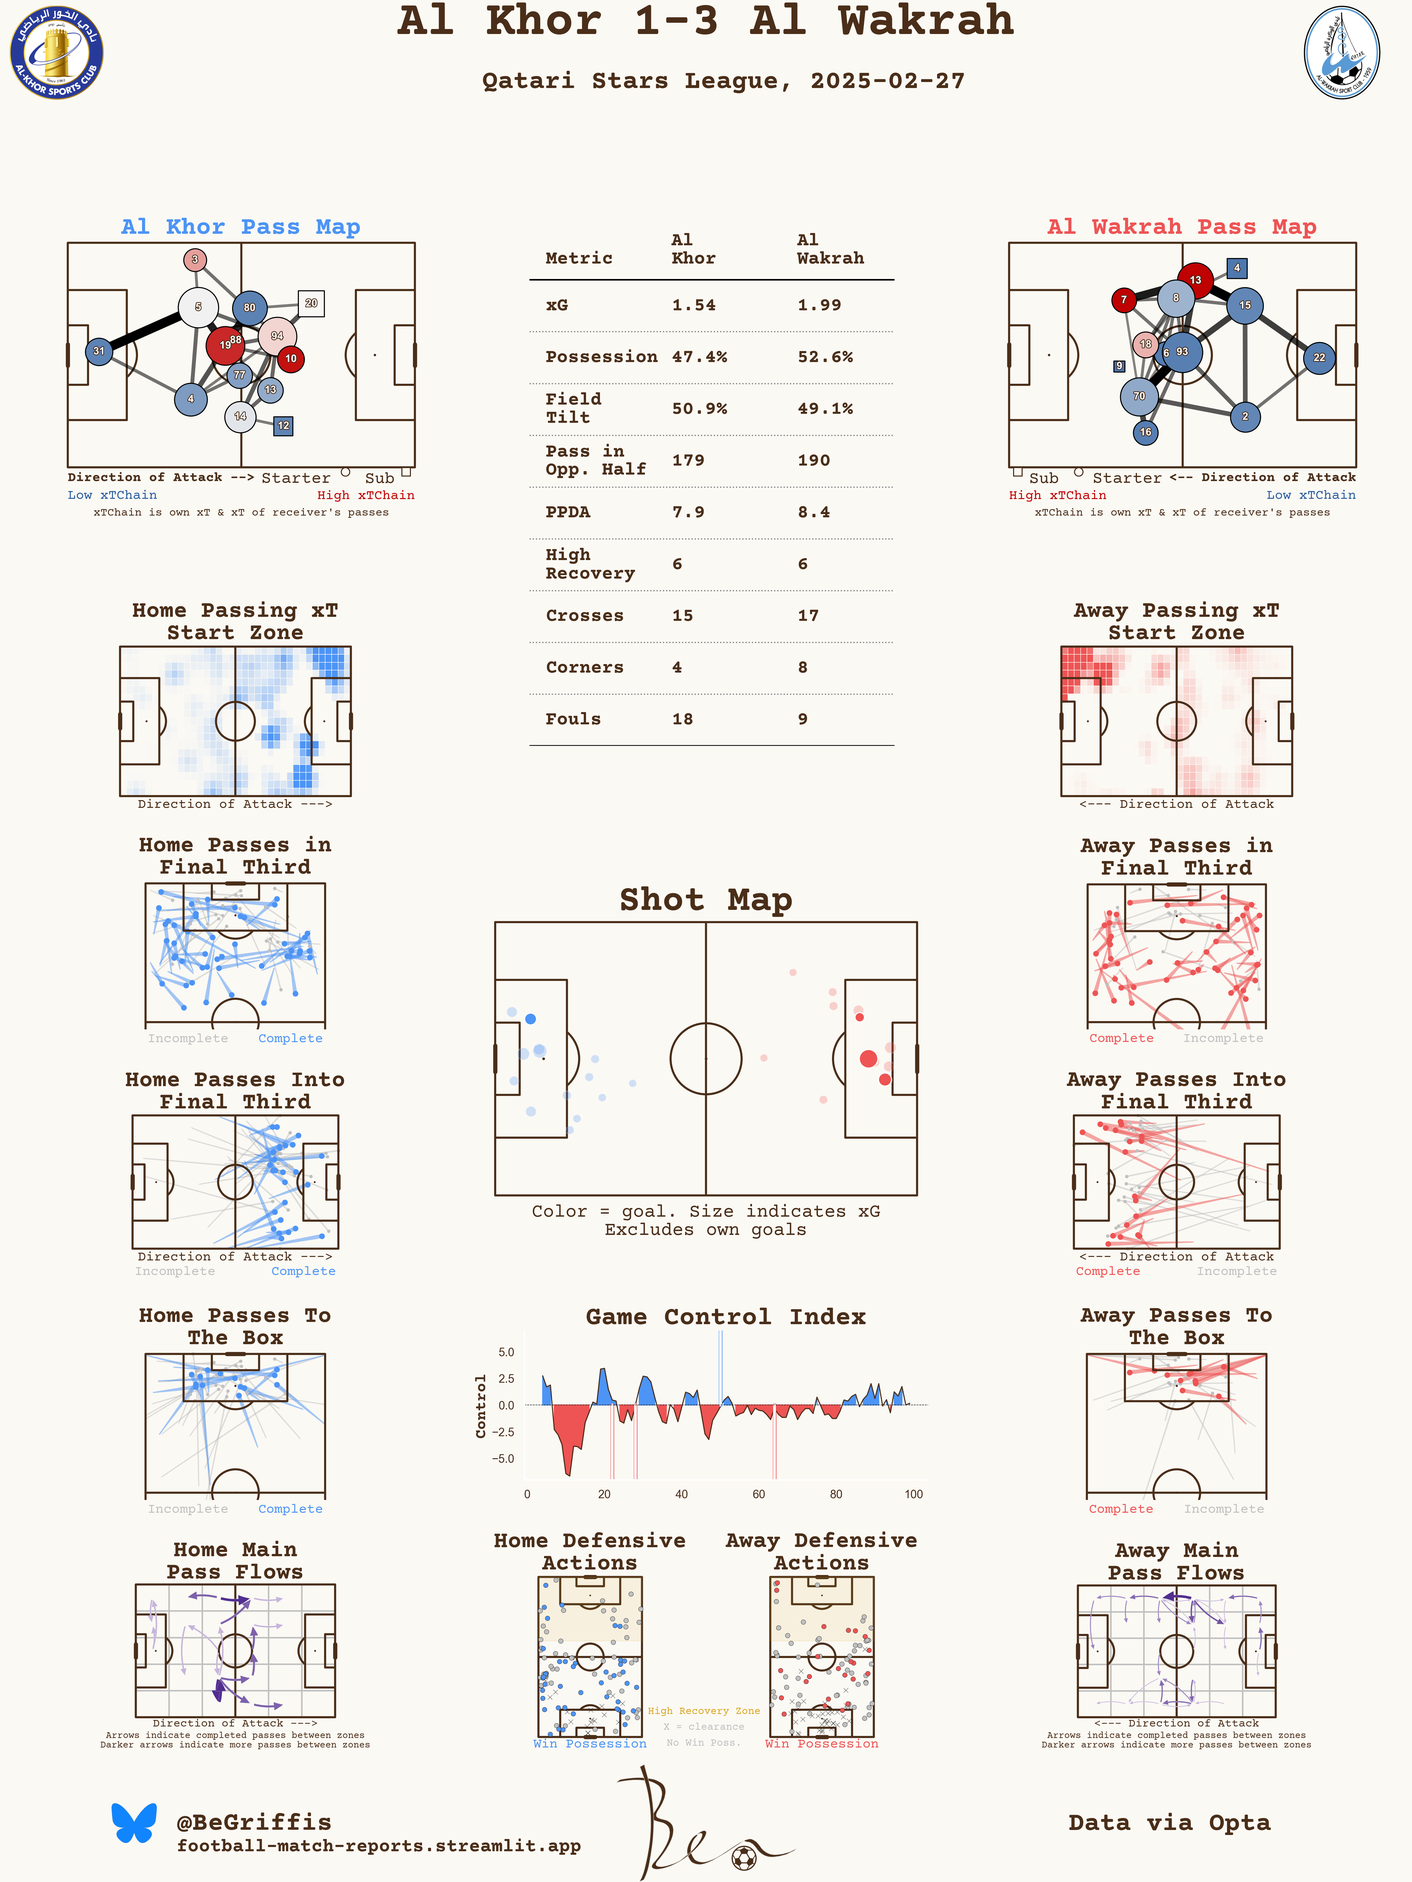 Al Khor 1-3 Al Wakrah
Qatari Stars League, 2025-02-27
نادي الخور الرياضي
AL-KHOR SPORTS CLUB
AL-WAKRAH SPORT CLUB - 1959
Al Khor Pass Map
3
5
80
20
19
88
94
10
31
77
13
4
14
12
Direction of Attack --> Starter Sub
Low xTChain High xTChain
xTChain is own xT & xT of receiver's passes
Metric Al Khor Al Wakrah
xG 1.54 1.99
Possession 47.4% 52.6%
Field Tilt 50.9% 49.1%
Pass in Opp. Half 179 190
PPDA 7.9 8.4
High Recovery 6 6
Crosses 15 17
Corners 4 8
Fouls 18 9
Al Wakrah Pass Map
4
13
7
8
15
18
6
93
22
9
70
2
16
Sub Starter <-- Direction of Attack
High xTChain Low xTChain
xTChain is own xT & xT of receiver's passes
Home Passing xT
Start Zone
Direction of Attack --->
Away Passing xT
Start Zone
<--- Direction of Attack
Home Passes in
Final Third
Incomplete Complete
Away Passes in
Final Third
Complete Incomplete
Shot Map
Color = goal. Size indicates xG
Excludes own goals
Home Passes Into
Final Third
Direction of Attack --->
Incomplete Complete
Away Passes Into
Final Third
<--- Direction of Attack
Complete Incomplete
Home Passes To
The Box
Incomplete Complete
Game Control Index
Control
5.0
2.5
0.0
−2.5
−5.0
0 20 40 60 80 100
Away Passes To
The Box
Complete Incomplete
Home Main
Pass Flows
Direction of Attack --->
Arrows indicate completed passes between zones
Darker arrows indicate more passes between zones
Home Defensive
Actions
Win Possession
High Recovery Zone
X = clearance
No Win Poss.
Away Defensive
Actions
Win Possession
Away Main
Pass Flows
<--- Direction of Attack
Arrows indicate completed passes between zones
Darker arrows indicate more passes between zones
@BeGriffis
football-match-reports.streamlit.app
Ben
Data via Opta